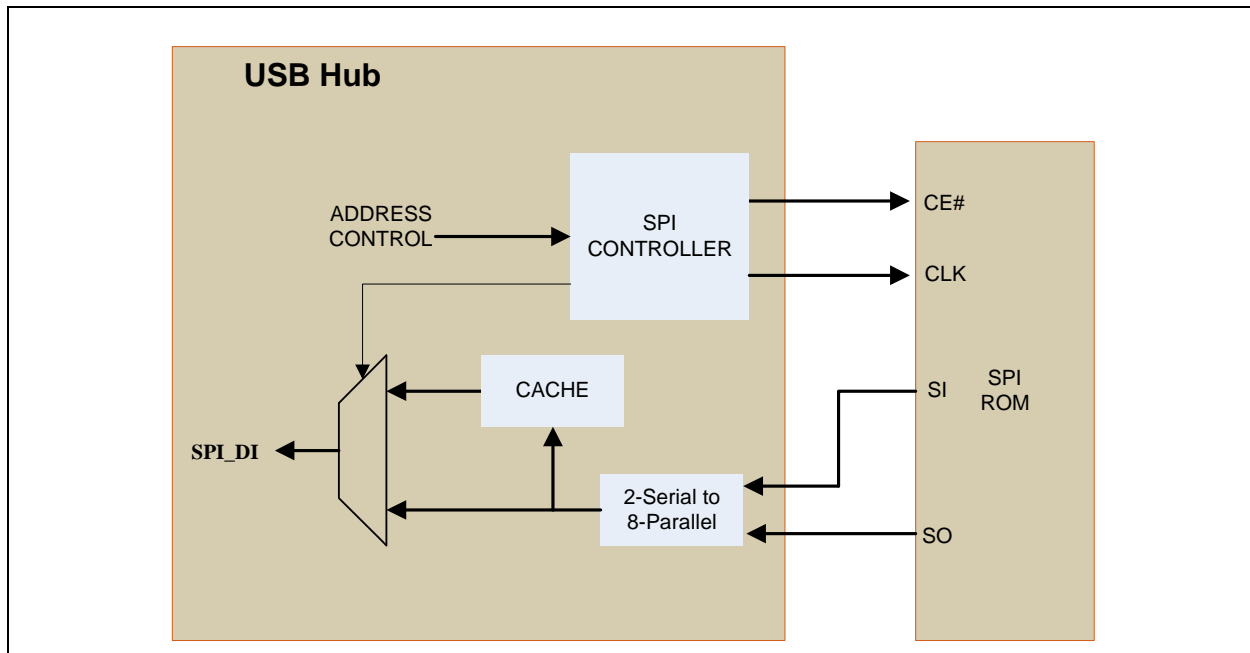 USB Hub
ADDRESS
CONTROL
SPI
CONTROLLER
CE#
CLK
CACHE
SI
SPI
ROM
SPI_DI
2-Serial to
8-Parallel
SO